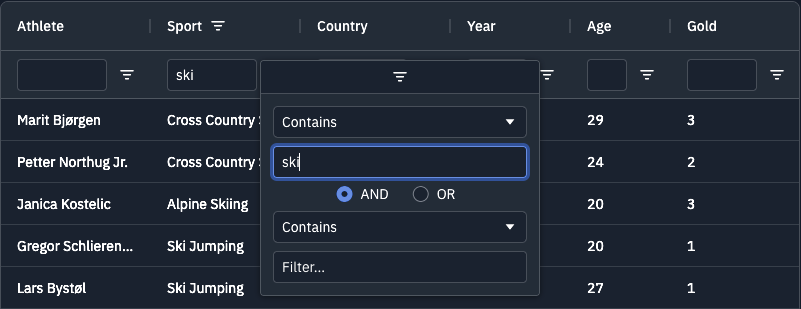 Athlete Sport Country Year Age Gold
ski
Contains
Marit Bjørgen Cross Country 29 3
ski
Petter Northug Jr. Cross Country 24 2
AND OR
Janica Kostelic Alpine Skiing 20 3
Contains
Gregor Schlieren... Ski Jumping 20 1
Filter...
Lars Bystøl Ski Jumping 27 1